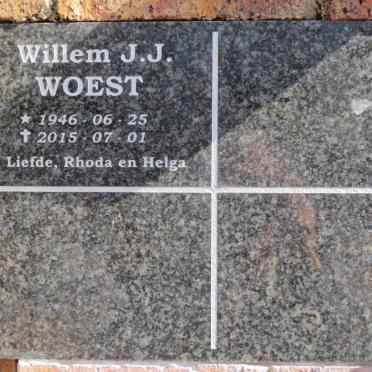 Willem J.J.
WOEST
★ 1946 · 06 · 25
✝ 2015 · 07 · 01
Liefde, Rhoda en Helga